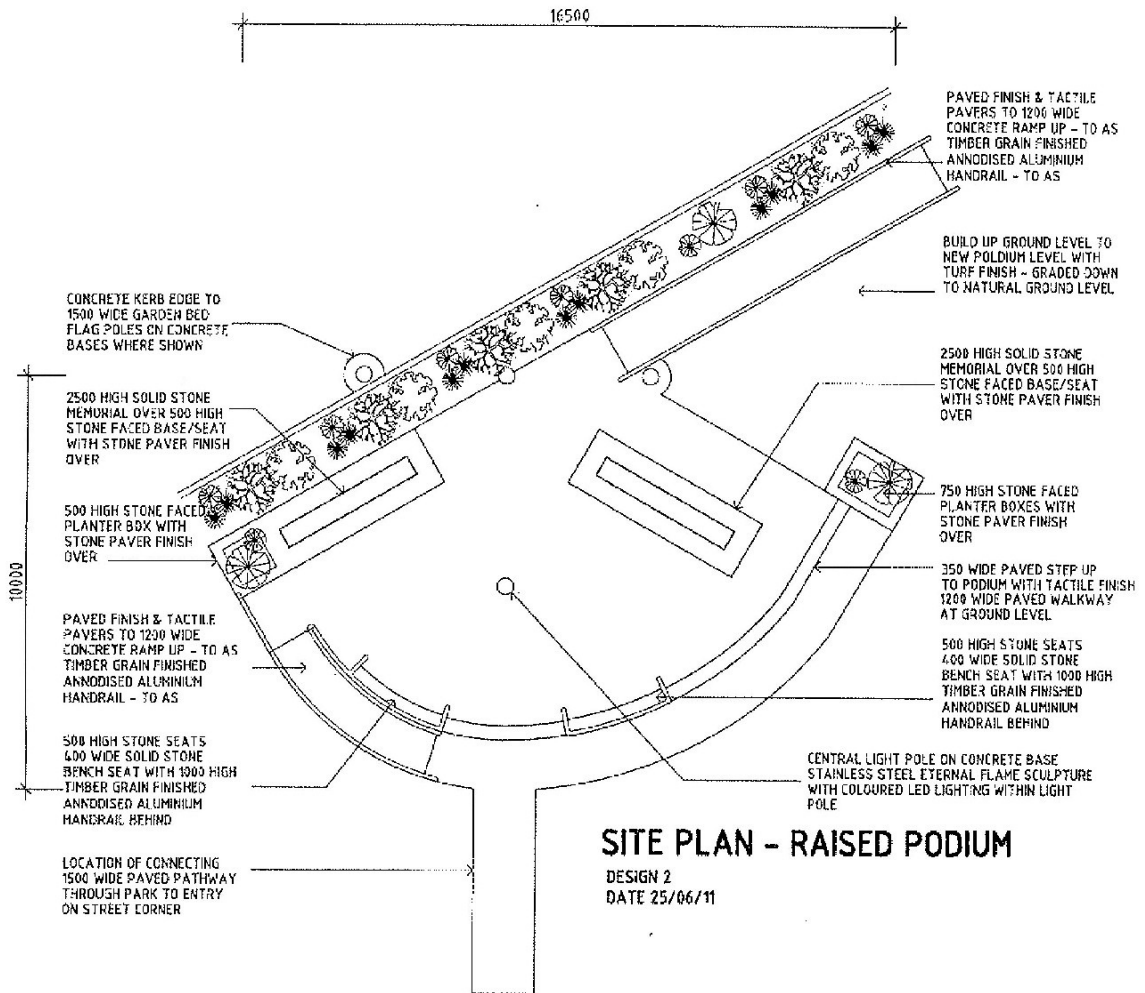 16500
PAVED FINISH & TACTILE
PAVERS TO 1200 WIDE
CONCRETE RAMP UP - TO AS
TIMBER GRAIN FINISHED
ANNODISED ALUMINIUM
HANDRAIL - TO AS
BUILD UP GROUND LEVEL TO
NEW POLDIUM LEVEL WITH
TURF FINISH - GRADED DOWN
TO NATURAL GROUND LEVEL
CONCRETE KERB EDGE TO
1500 WIDE GARDEN BED
FLAG POLES ON CONCRETE
BASES WHERE SHOWN
2500 HIGH SOLID STONE
MEMORIAL OVER 500 HIGH
STONE FACED BASE/SEAT
WITH STONE PAVER FINISH
OVER
2500 HIGH SOLID STONE
MEMORIAL OVER 500 HIGH
STONE FACED BASE/SEAT
WITH STONE PAVER FINISH
OVER
500 HIGH STONE FACED
PLANTER BOX WITH
STONE PAVER FINISH
OVER
750 HIGH STONE FACED
PLANTER BOXES WITH
STONE PAVER FINISH
OVER
10000
350 WIDE PAVED STEP UP
TO PODIUM WITH TACTILE FINISH
1200 WIDE PAVED WALKWAY
AT GROUND LEVEL
PAVED FINISH & TACTILE
PAVERS TO 1200 WIDE
CONCRETE RAMP UP - TO AS
TIMBER GRAIN FINISHED
ANNODISED ALUMINIUM
HANDRAIL - TO AS
500 HIGH STONE SEATS
400 WIDE SOLID STONE
BENCH SEAT WITH 1000 HIGH
TIMBER GRAIN FINISHED
ANNODISED ALUMINIUM
HANDRAIL BEHIND
500 HIGH STONE SEATS
400 WIDE SOLID STONE
BENCH SEAT WITH 1000 HIGH
TIMBER GRAIN FINISHED
ANNODISED ALUMINIUM
HANDRAIL BEHIND
CENTRAL LIGHT POLE ON CONCRETE BASE
STAINLESS STEEL ETERNAL FLAME SCULPTURE
WITH COLOURED LED LIGHTING WITHIN LIGHT
POLE
LOCATION OF CONNECTING
1500 WIDE PAVED PATHWAY
THROUGH PARK TO ENTRY
ON STREET CORNER
SITE PLAN - RAISED PODIUM
DESIGN 2
DATE 25/06/11